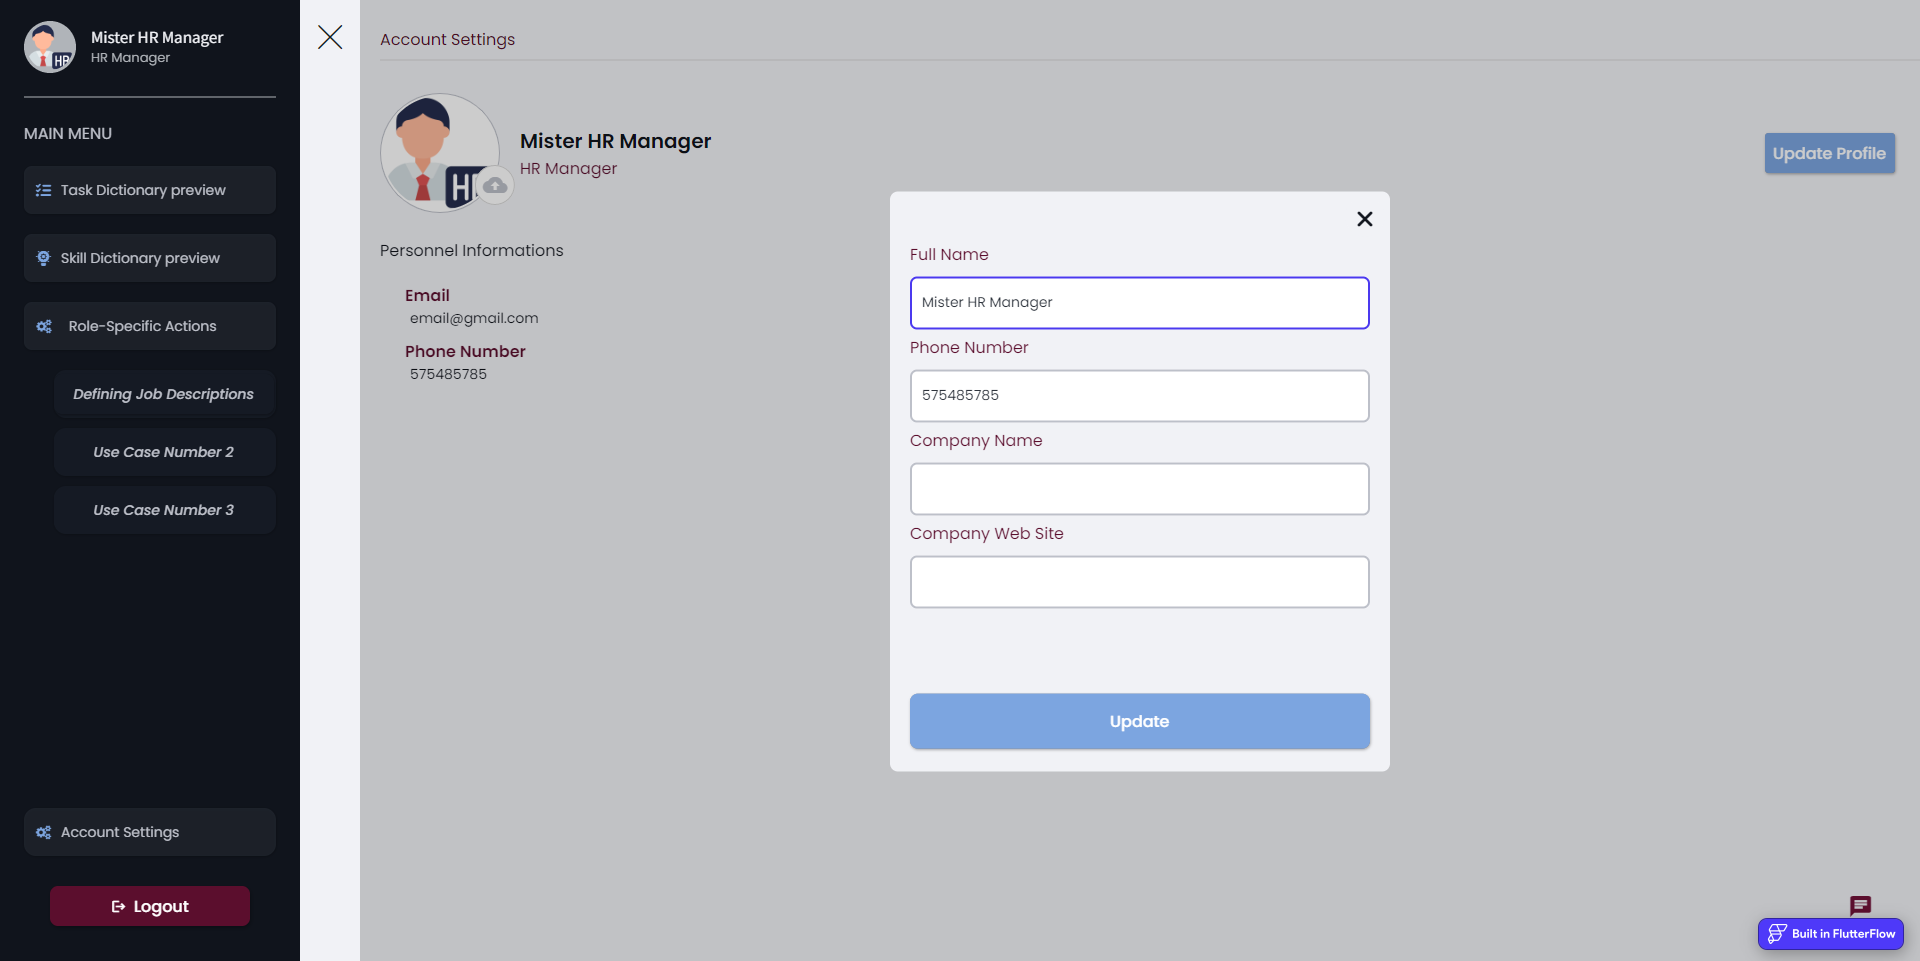 Mister HR Manager
HR Manager
HR
MAIN MENU
Task Dictionary preview
Skill Dictionary preview
Role-Specific Actions
Defining Job Descriptions
Use Case Number 2
Use Case Number 3
Account Settings
Logout
Account Settings
Mister HR Manager
HR Manager
Update Profile
Personnel Informations
Email
email@gmail.com
Phone Number
575485785
Full Name
Mister HR Manager
Phone Number
575485785
Company Name
Company Web Site
Update
Built in FlutterFlow